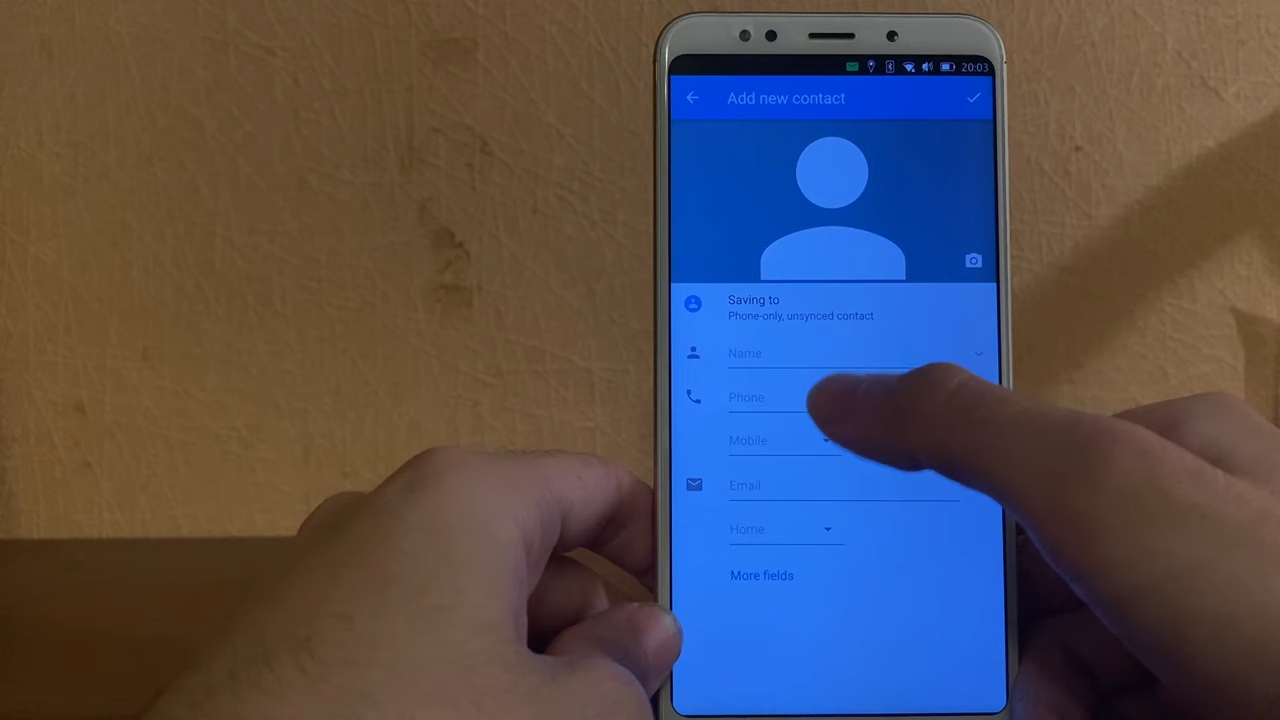 20:03
Add new contact
Saving to
Phone-only, unsynced contact
Name
Phone
Mobile
Email
Home
More fields